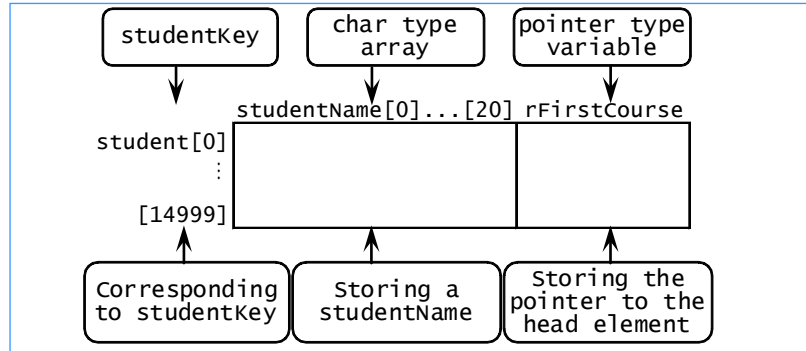 studentKey
char type
array
pointer type
variable
studentName[0]...[20] rFirstCourse
student[0]
⋮
[14999]
Corresponding
to studentKey
Storing a
studentName
Storing the
pointer to the
head element